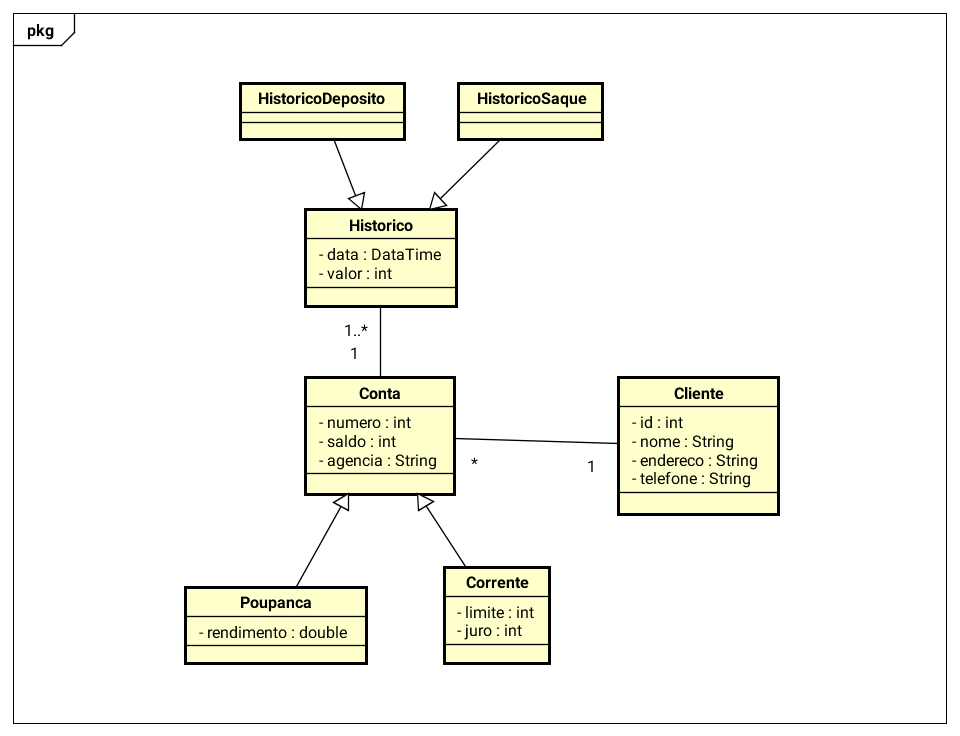 pkg
HistoricoDeposito
HistoricoSaque
Historico
- data : DataTime
- valor : int
1..*
1
Conta
- numero : int
- saldo : int
- agencia : String
*
1
Cliente
- id : int
- nome : String
- endereco : String
- telefone : String
Poupanca
- rendimento : double
Corrente
- limite : int
- juro : int